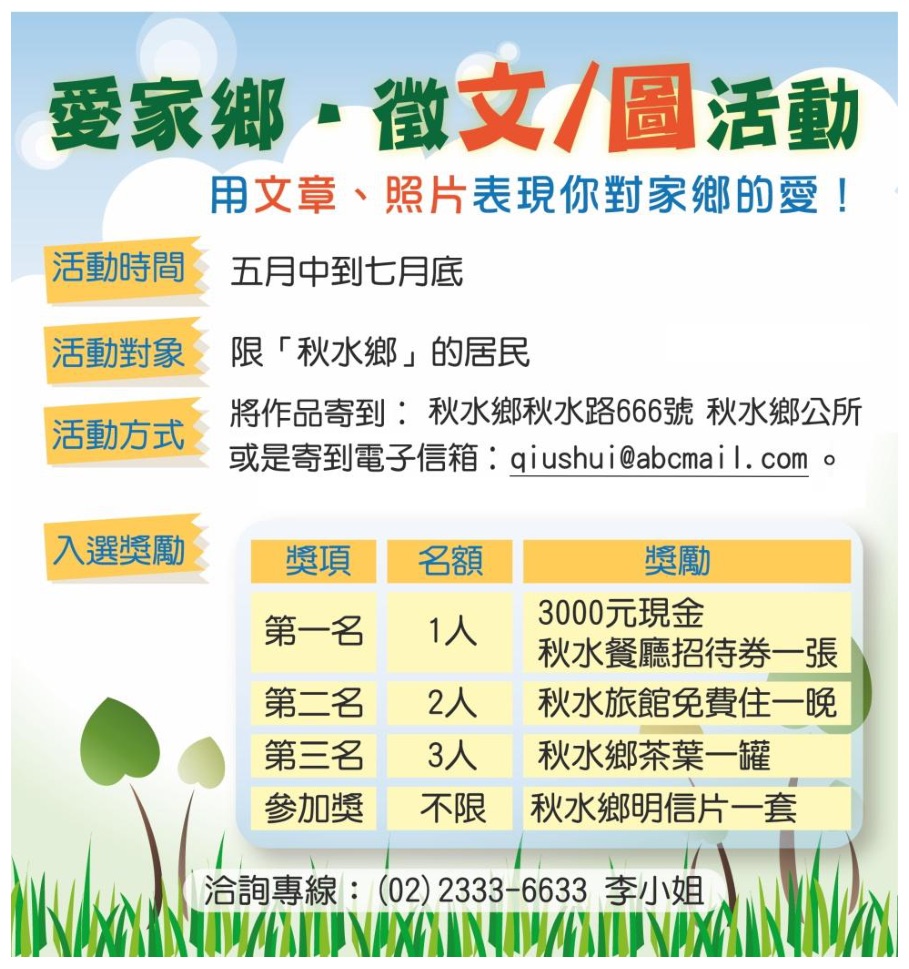 愛家鄉‧徵文/圖活動
用文章、照片表現你對家鄉的愛！
活動時間 五月中到七月底
活動對象 限「秋水鄉」的居民
活動方式 將作品寄到： 秋水鄉秋水路666號 秋水鄉公所
或是寄到電子信箱：qiushui@abcmail.com 。
入選獎勵
獎項 名額 獎勵
第一名 1人 3000元現金
秋水餐廳招待券一張
第二名 2人 秋水旅館免費住一晚
第三名 3人 秋水鄉茶葉一罐
參加獎 不限 秋水鄉明信片一套
洽詢專線：(02)2333-6633 李小姐